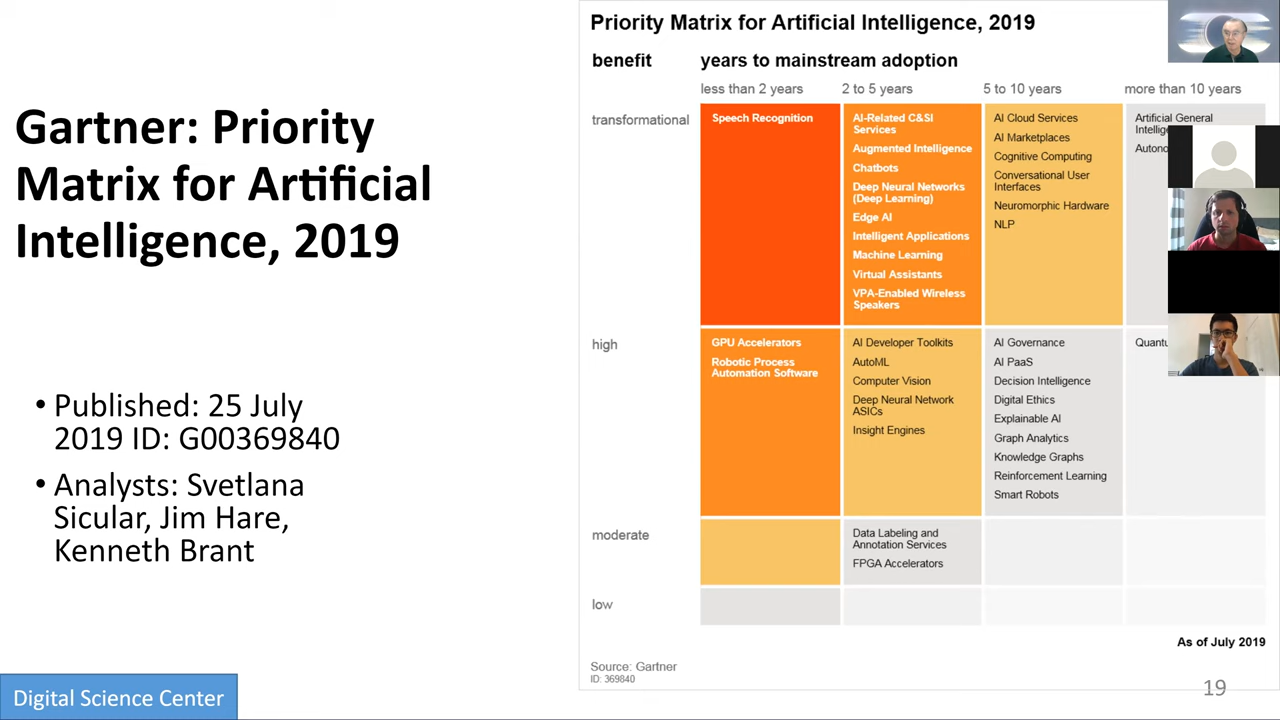 Gartner: Priority
Matrix for Artificial
Intelligence, 2019
• Published: 25 July
2019 ID: G00369840
• Analysts: Svetlana
Sicular, Jim Hare,
Kenneth Brant
Digital Science Center
Priority Matrix for Artificial Intelligence, 2019
benefit
years to mainstream adoption
less than 2 years
2 to 5 years
5 to 10 years
more than 10 years
transformational
Speech Recognition
AI-Related C&SI
Services
Augmented Intelligence
Chatbots
Deep Neural Networks
(Deep Learning)
Edge AI
Intelligent Applications
Machine Learning
Virtual Assistants
VPA-Enabled Wireless
Speakers
AI Cloud Services
AI Marketplaces
Cognitive Computing
Conversational User
Interfaces
Neuromorphic Hardware
NLP
Artificial General
high
GPU Accelerators
Robotic Process
Automation Software
AI Developer Toolkits
AutoML
Computer Vision
Deep Neural Network
ASICs
Insight Engines
AI Governance
AI PaaS
Decision Intelligence
Digital Ethics
Explainable AI
Graph Analytics
Knowledge Graphs
Reinforcement Learning
Smart Robots
moderate
Data Labeling and
Annotation Services
FPGA Accelerators
low
As of July 2019
Source: Gartner
ID: 369840
19